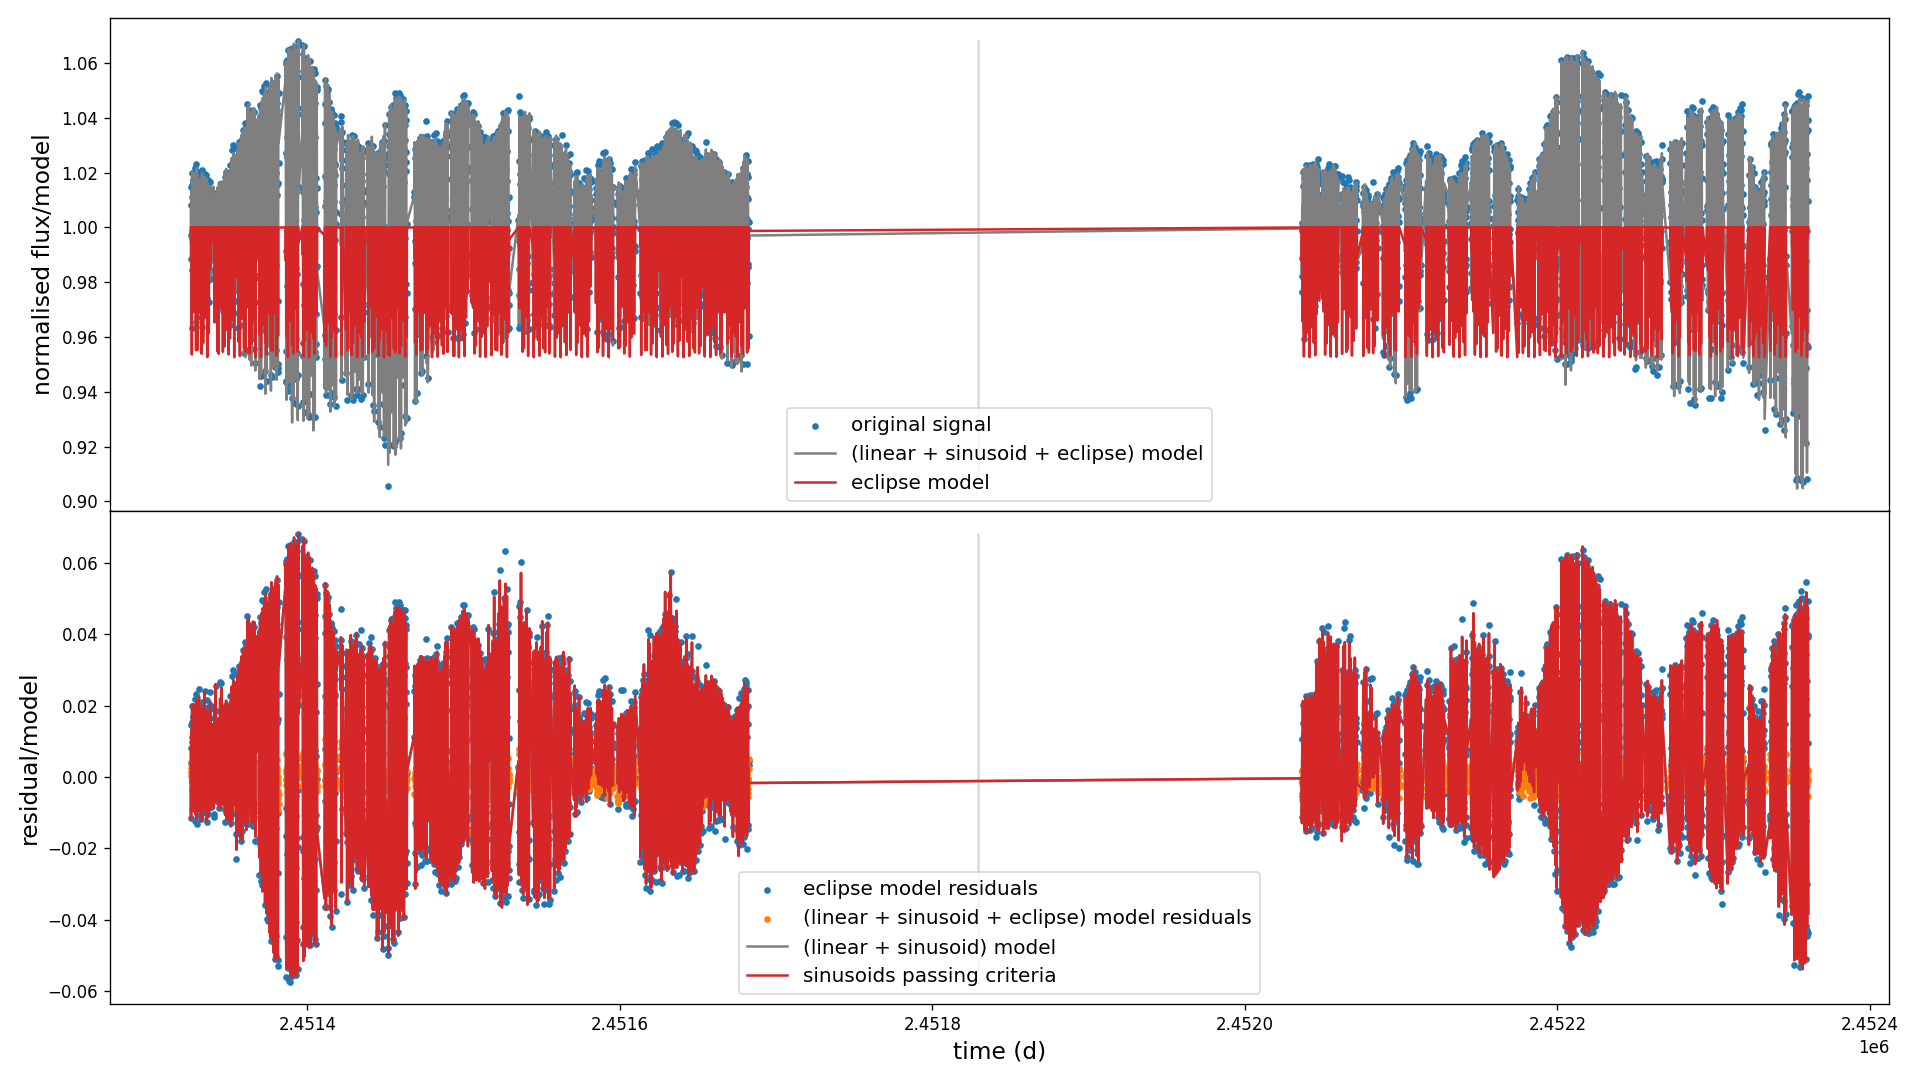 normalised flux/model
1.06
1.04
1.02
1.00
0.98
0.96
0.94
0.92
0.90
original signal
(linear + sinusoid + eclipse) model
eclipse model
residual/model
0.06
0.04
0.02
0.00
−0.02
−0.04
−0.06
eclipse model residuals
(linear + sinusoid + eclipse) model residuals
(linear + sinusoid) model
sinusoids passing criteria
2.4514 2.4516 2.4518 2.4520 2.4522 2.4524
1e6
time (d)